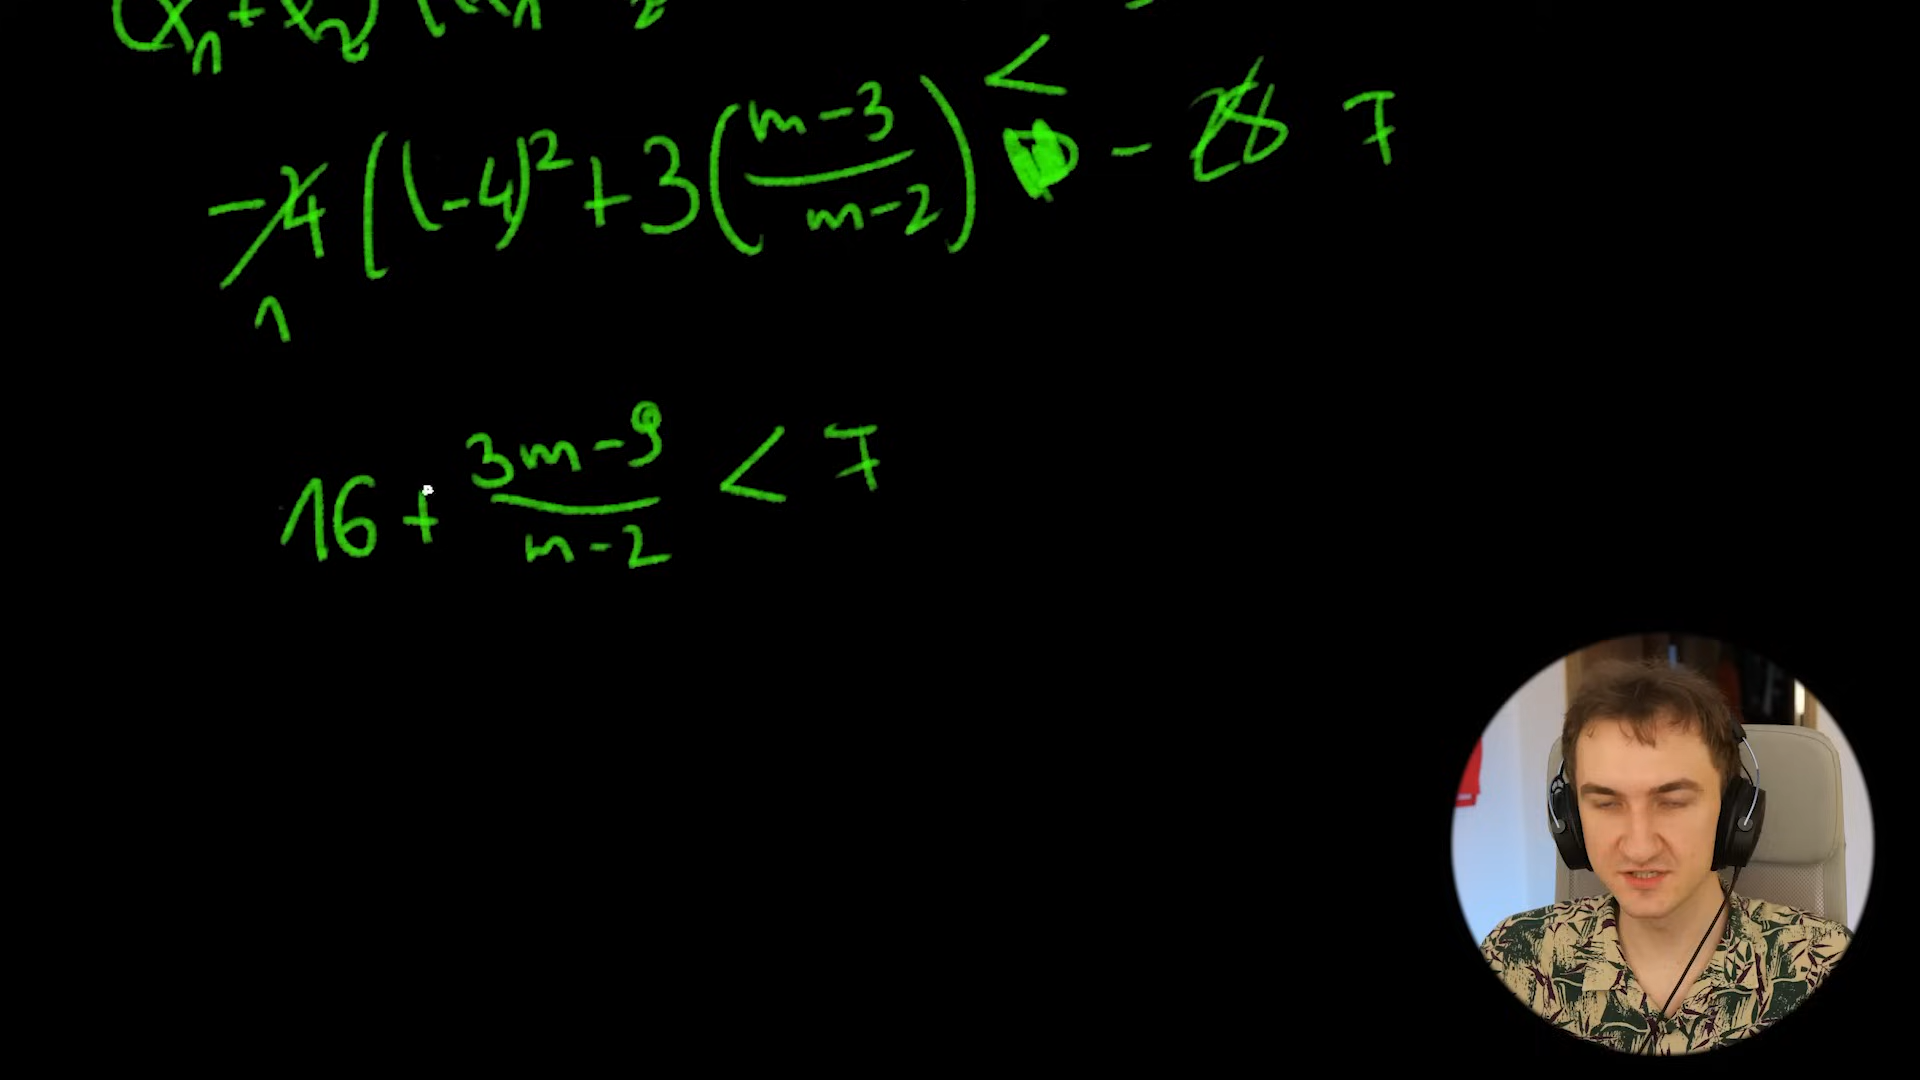 -4((-4)²+3((m-3)/(m-2)) < -28 7
1
16 + (3m-9)/(m-2) < 7